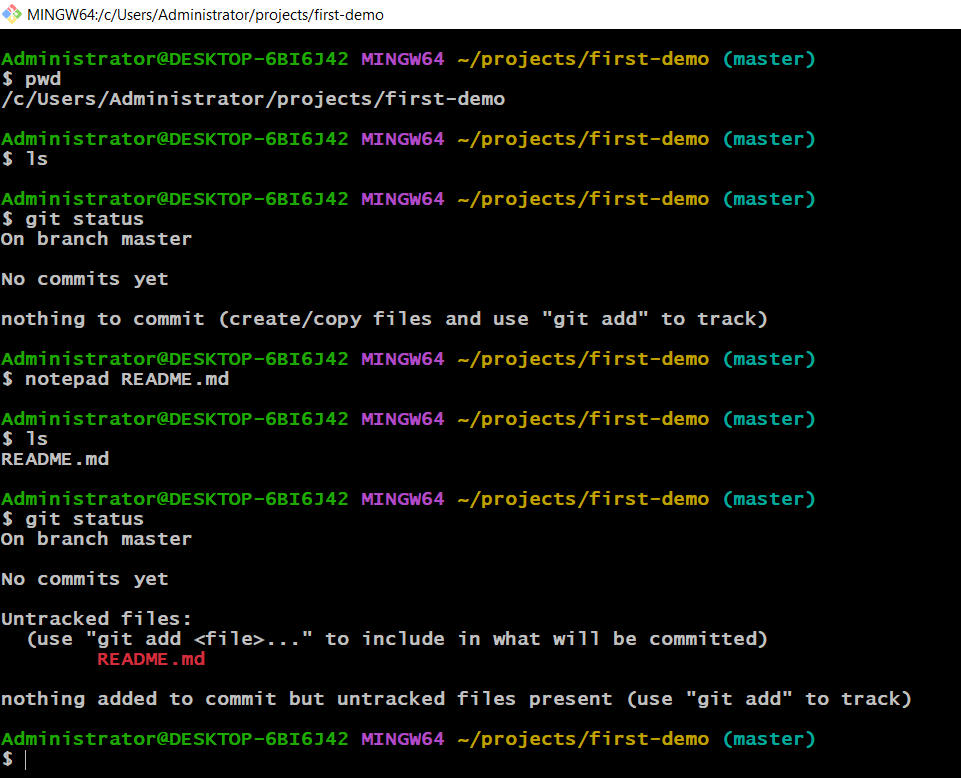 MINGW64:/c/Users/Administrator/projects/first-demo
Administrator@DESKTOP-6BI6J42 MINGW64 ~/projects/first-demo (master)
$ pwd
/c/Users/Administrator/projects/first-demo
Administrator@DESKTOP-6BI6J42 MINGW64 ~/projects/first-demo (master)
$ ls
Administrator@DESKTOP-6BI6J42 MINGW64 ~/projects/first-demo (master)
$ git status
On branch master
No commits yet
nothing to commit (create/copy files and use "git add" to track)
Administrator@DESKTOP-6BI6J42 MINGW64 ~/projects/first-demo (master)
$ notepad README.md
Administrator@DESKTOP-6BI6J42 MINGW64 ~/projects/first-demo (master)
$ ls
README.md
Administrator@DESKTOP-6BI6J42 MINGW64 ~/projects/first-demo (master)
$ git status
On branch master
No commits yet
Untracked files:
  (use "git add <file>..." to include in what will be committed)
        README.md
nothing added to commit but untracked files present (use "git add" to track)
Administrator@DESKTOP-6BI6J42 MINGW64 ~/projects/first-demo (master)
$